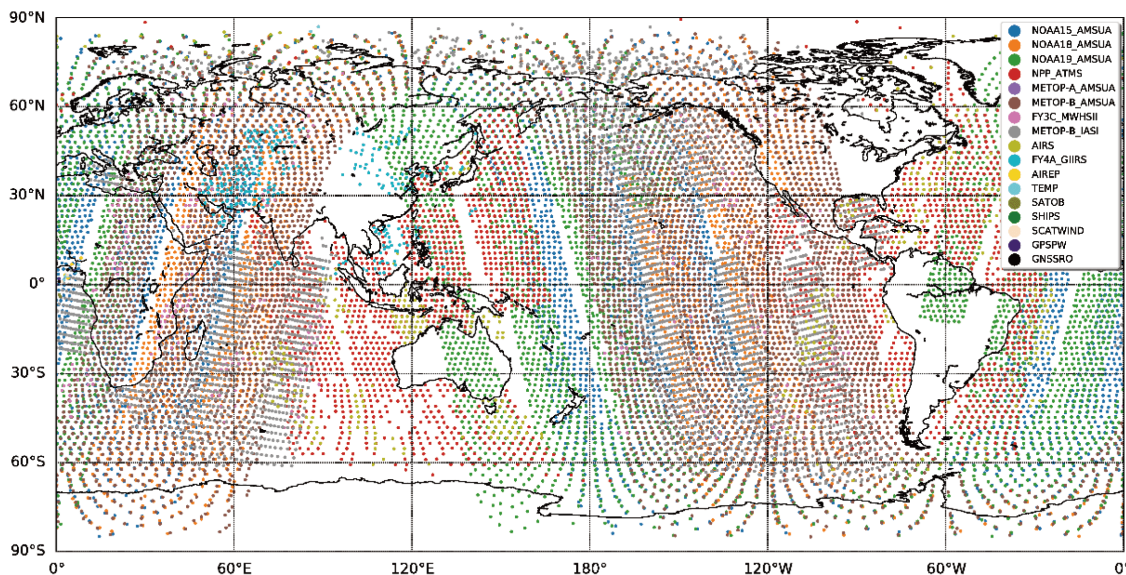 90°N
60°N
30°N
0°
30°S
60°S
90°S
0°
60°E
120°E
180°
120°W
60°W
0°
NOAA15_AMSUA
NOAA18_AMSUA
NOAA19_AMSUA
NPP_ATMS
METOP-A_AMSUA
METOP-B_AMSUA
FY3C_MWHSII
METOP-B_IASI
AIRS
FY4A_GIIRS
AIREP
TEMP
SATOB
SHIPS
SCATWIND
GPSPW
GNSSRO